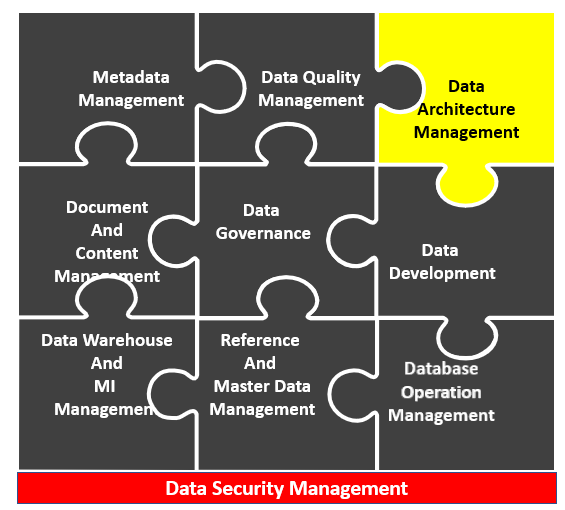 Metadata
Management
Data Quality
Management
Data
Architecture
Management
Document
And
Content
Management
Data
Governance
Data
Development
Data Warehouse
And
MI
Management
Reference
And
Master Data
Management
Database
Operation
Management
Data Security Management